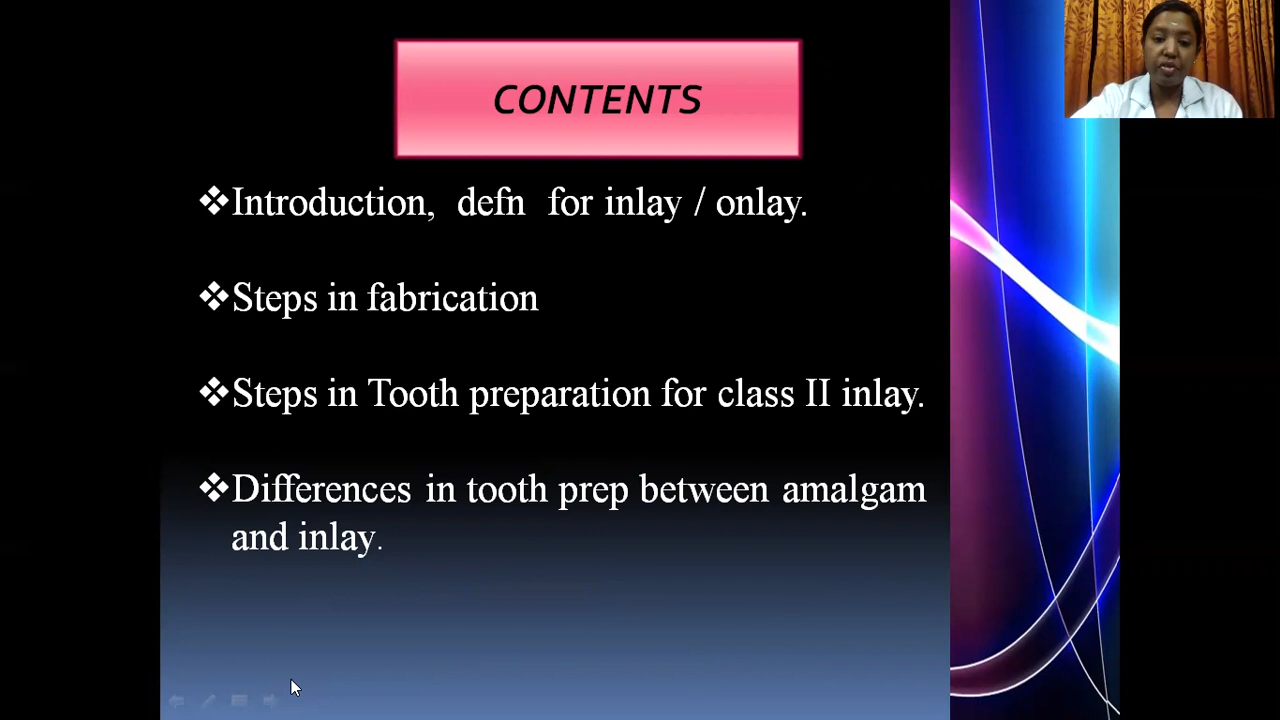 CONTENTS
❖Introduction, defn for inlay / onlay.
❖Steps in fabrication
❖Steps in Tooth preparation for class II inlay.
❖Differences in tooth prep between amalgam
and inlay.